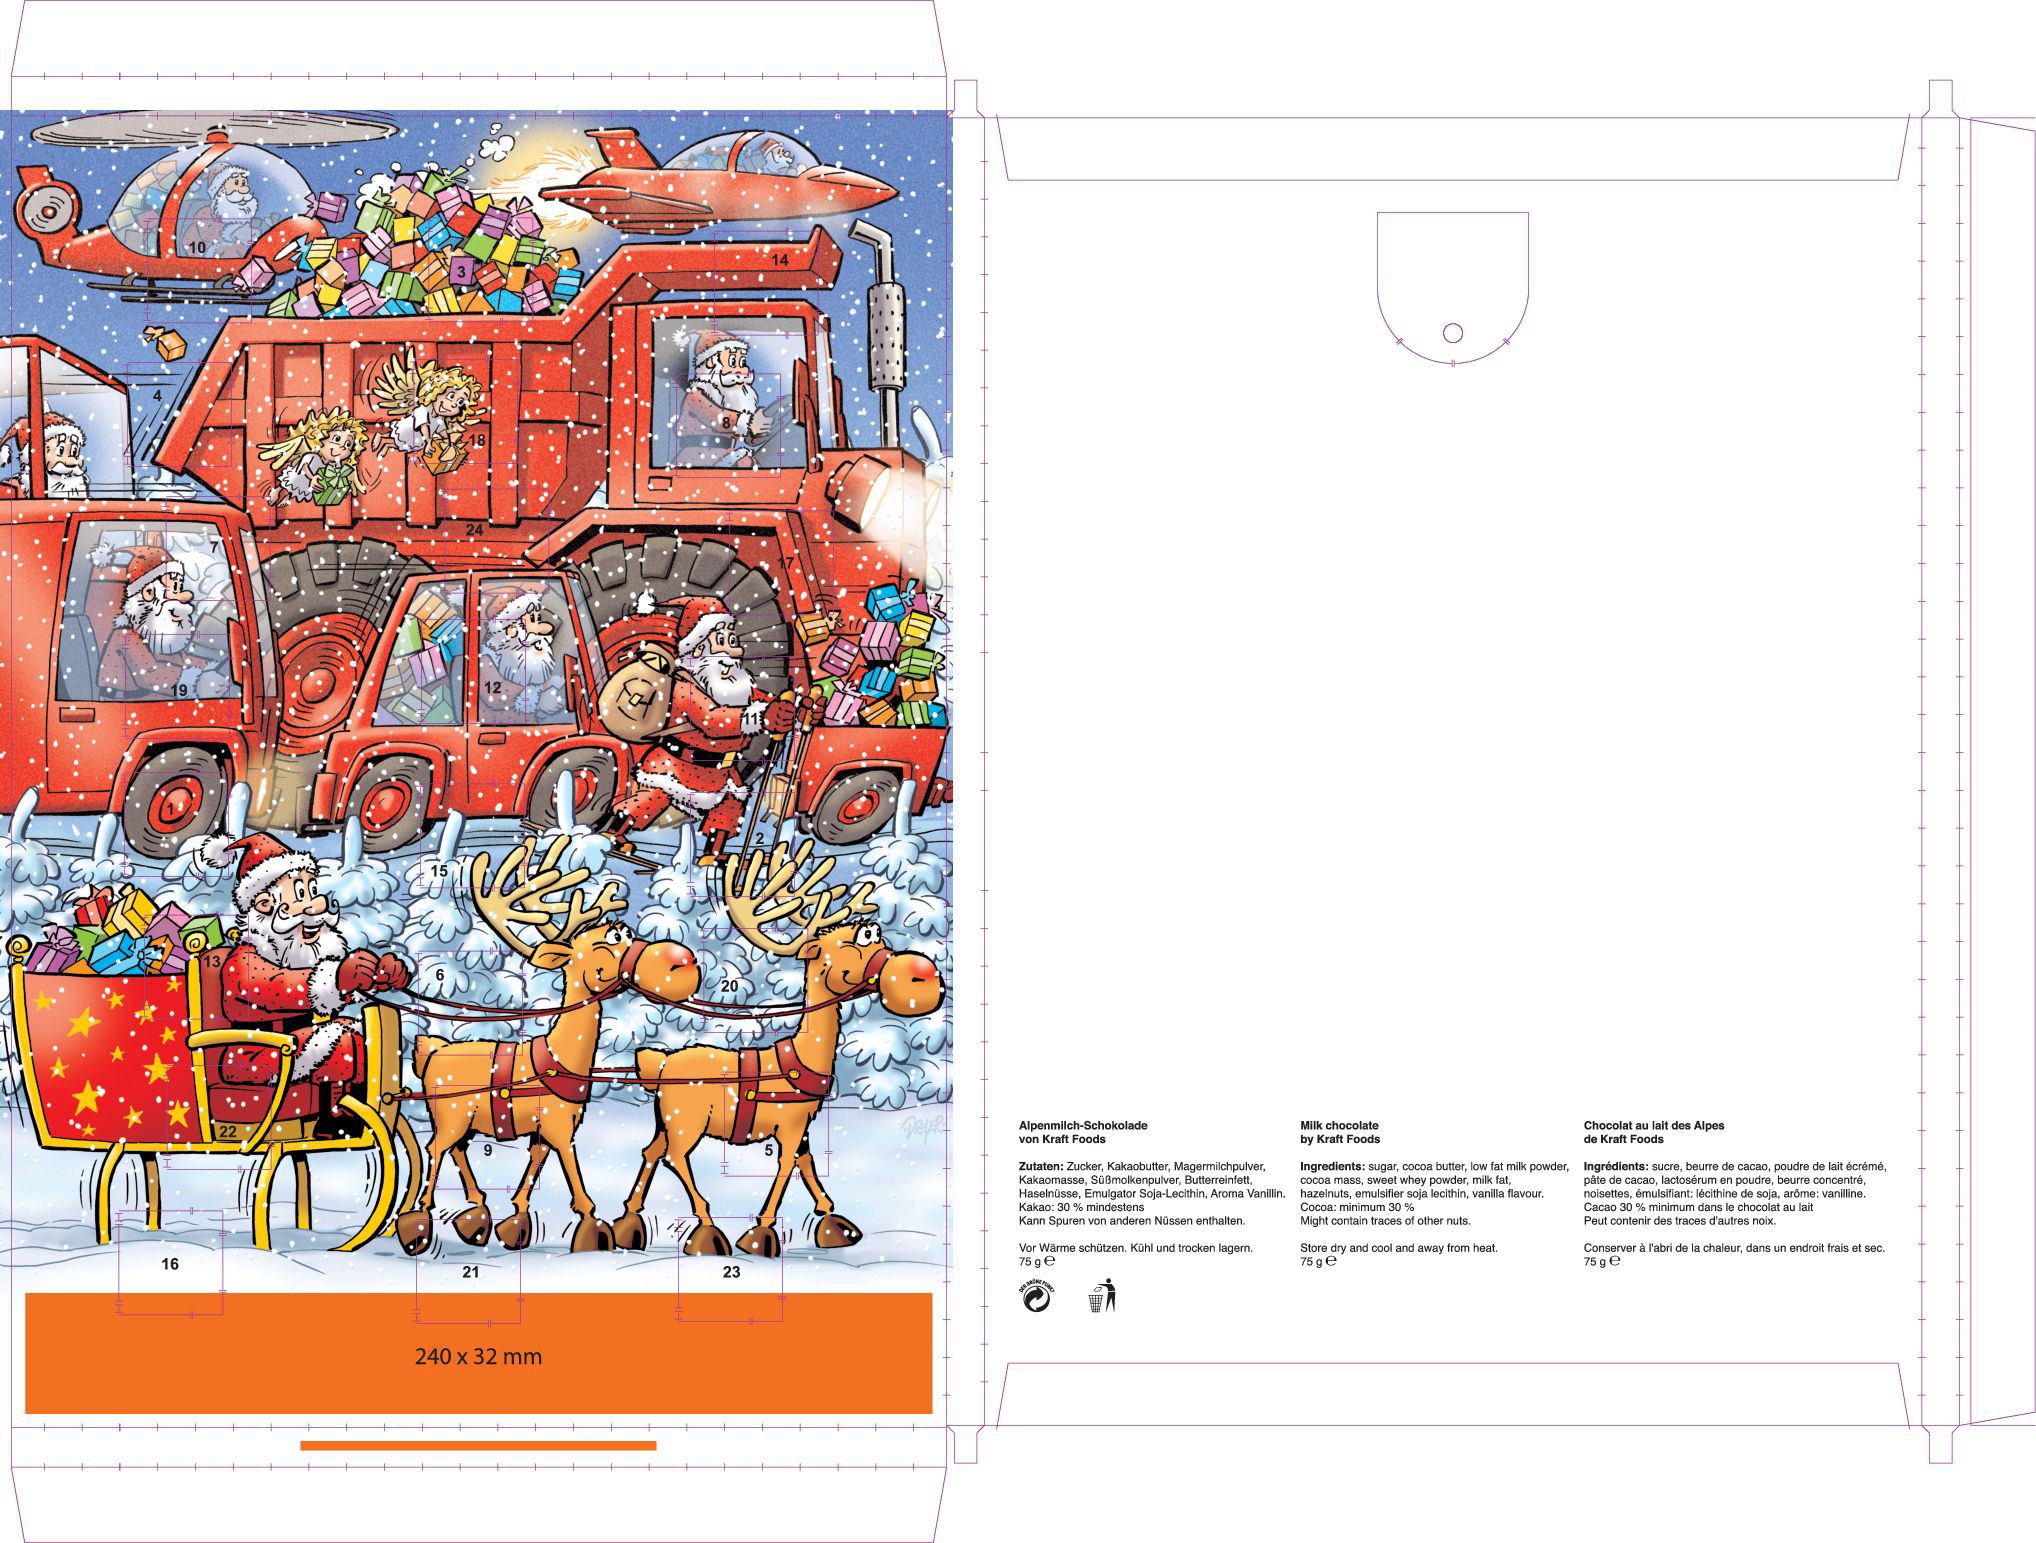 10
3
14
4
8
18
24
7
17
19
12
11
1
2
15
13
6
20
22
9
5
16
21
23
240 x 32 mm
Alpenmilch-Schokolade
von Kraft Foods
Zutaten: Zucker, Kakaobutter, Magermilchpulver,
Kakaomasse, Süßmolkenpulver, Butterreinfett,
Haselnüsse, Emulgator Soja-Lecithin, Aroma Vanillin.
Kakao: 30 % mindestens
Kann Spuren von anderen Nüssen enthalten.
Vor Wärme schützen. Kühl und trocken lagern.
75 g ℮
DER GRÜNE PUNKT
Milk chocolate
by Kraft Foods
Ingredients: sugar, cocoa butter, low fat milk powder,
cocoa mass, sweet whey powder, milk fat,
hazelnuts, emulsifier soja lecithin, vanilla flavour.
Cocoa: minimum 30 %
Might contain traces of other nuts.
Store dry and cool and away from heat.
75 g ℮
Chocolat au lait des Alpes
de Kraft Foods
Ingrédients: sucre, beurre de cacao, poudre de lait écrémé,
pâte de cacao, lactosérum en poudre, beurre concentré,
noisettes, émulsifiant: lécithine de soja, arôme: vanilline.
Cacao 30 % minimum dans le chocolat au lait
Peut contenir des traces d'autres noix.
Conserver à l'abri de la chaleur, dans un endroit frais et sec.
75 g ℮